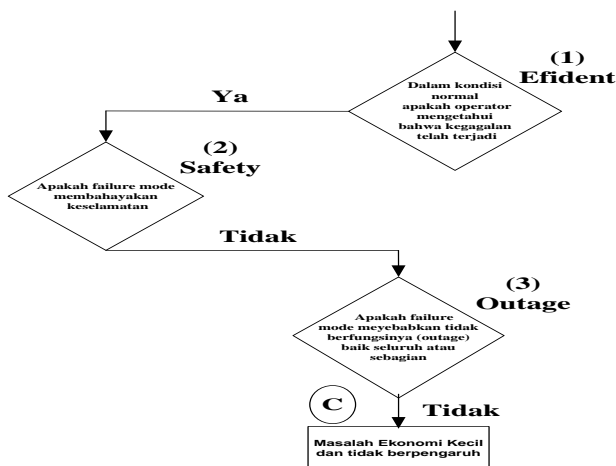 (1)
Efident
Dalam kondisi
normal
apakah operator
mengetahui
bahwa kegagalan
telah terjadi
Ya
(2)
Safety
Apakah failure mode
membahayakan
keselamatan
Tidak
(3)
Outage
Apakah failure
mode meyebabkan tidak
berfungsinya (outage)
baik seluruh atau
sebagian
C
Tidak
Masalah Ekonomi Kecil
dan tidak berpengaruh